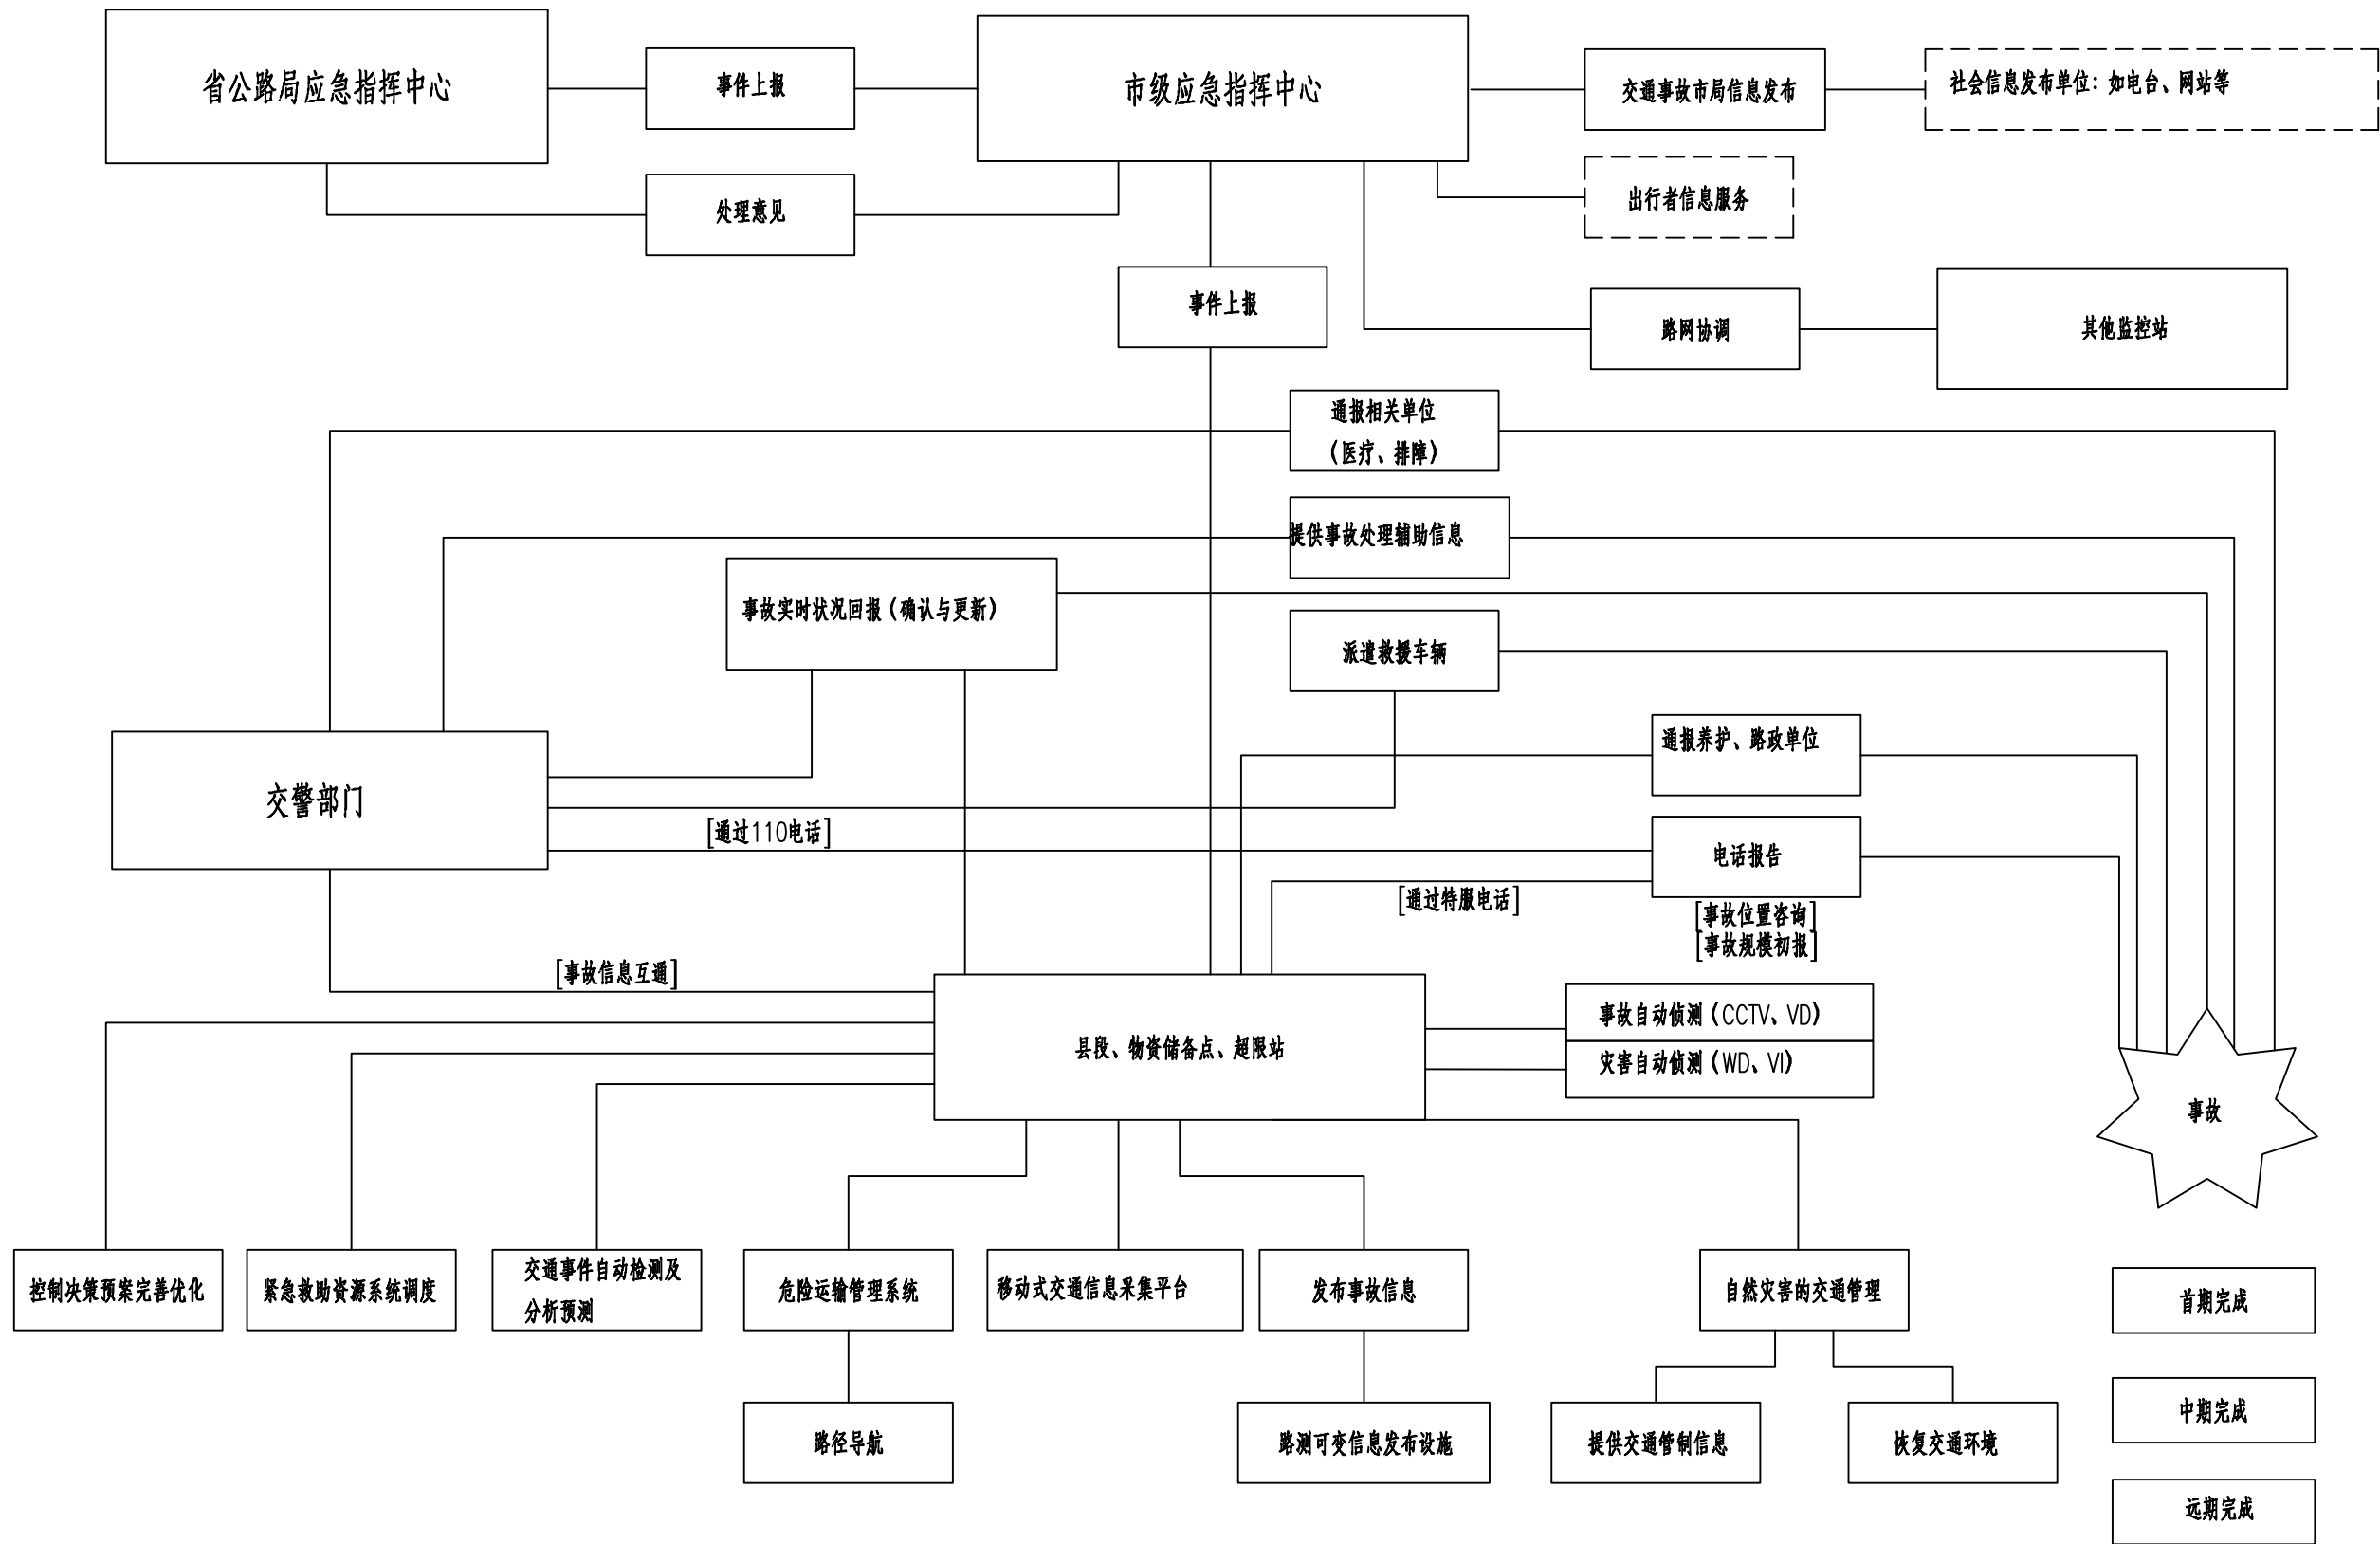 省公路局应急指挥中心
事件上报
市级应急指挥中心
交通事故市局信息发布
社会信息发布单位：如电台、网站等
处理意见
出行者信息服务
事件上报
路网协调
其他监控站
通报相关单位
（医疗、排障）
提供事故处理辅助信息
事故实时状况回报（确认与更新）
派遣救援车辆
通报养护、路政单位
交警部门
[通过110电话]
电话报告
[通过特服电话]
[事故位置咨询]
[事故规模初报]
[事故信息互通]
县段、物资储备点、超限站
事故自动侦测（CCTV、VD）
灾害自动侦测（WD、VI）
事故
控制决策预案完善优化
紧急救助资源系统调度
交通事件自动检测及
分析预测
危险运输管理系统
移动式交通信息采集平台
发布事故信息
自然灾害的交通管理
首期完成
中期完成
路径导航
路测可变信息发布设施
提供交通管制信息
恢复交通环境
远期完成